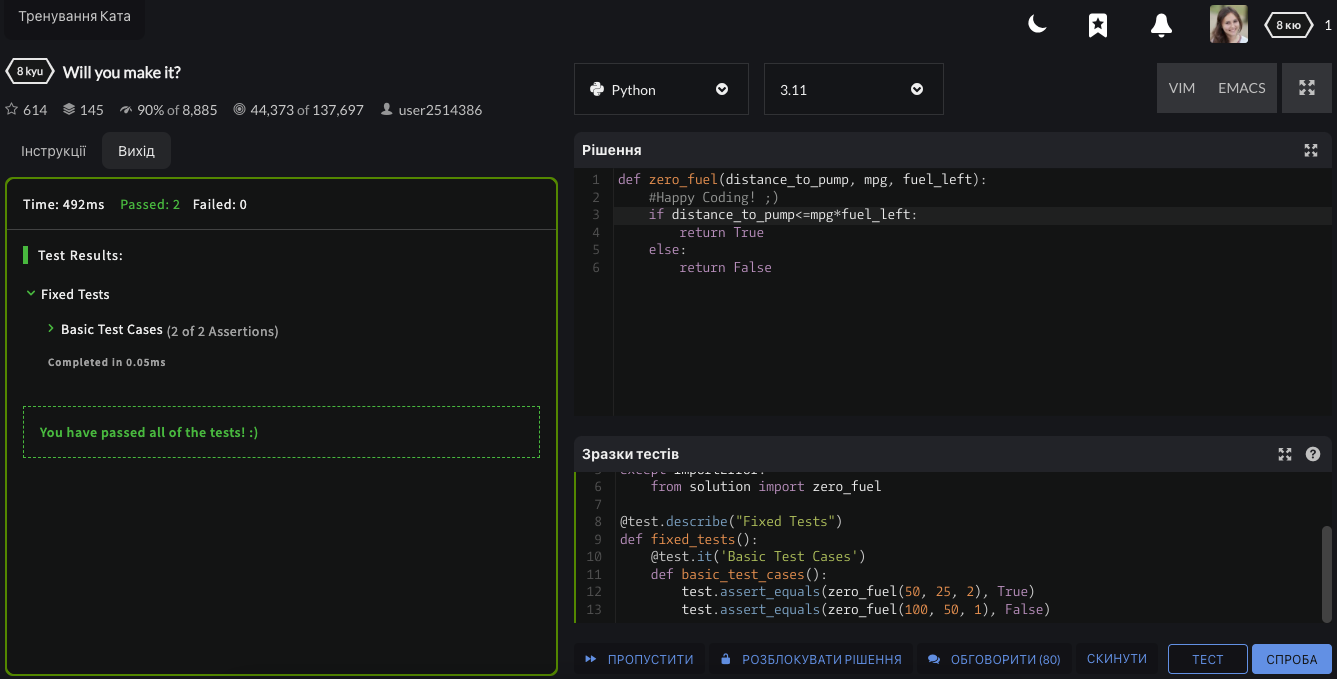 Тренування Ката
8 кю 1
8 kyu Will you make it?
614 145 90% of 8,885 44,373 of 137,697 user2514386
Інструкції Вихід
Time: 492ms Passed: 2 Failed: 0
Test Results:
Fixed Tests
Basic Test Cases (2 of 2 Assertions)
Completed in 0.05ms
You have passed all of the tests! :)
Python 3.11 VIM EMACS
Рішення
1 def zero_fuel(distance_to_pump, mpg, fuel_left):
2 #Happy Coding! ;)
3 if distance_to_pump<=mpg*fuel_left:
4 return True
5 else:
6 return False
Зразки тестів
5 except ImportError:
6 from solution import zero_fuel
7
8 @test.describe("Fixed Tests")
9 def fixed_tests():
10 @test.it('Basic Test Cases')
11 def basic_test_cases():
12 test.assert_equals(zero_fuel(50, 25, 2), True)
13 test.assert_equals(zero_fuel(100, 50, 1), False)
ПРОПУСТИТИ РОЗБЛОКУВАТИ РІШЕННЯ ОБГОВОРИТИ (80) СКИНУТИ ТЕСТ СПРОБА